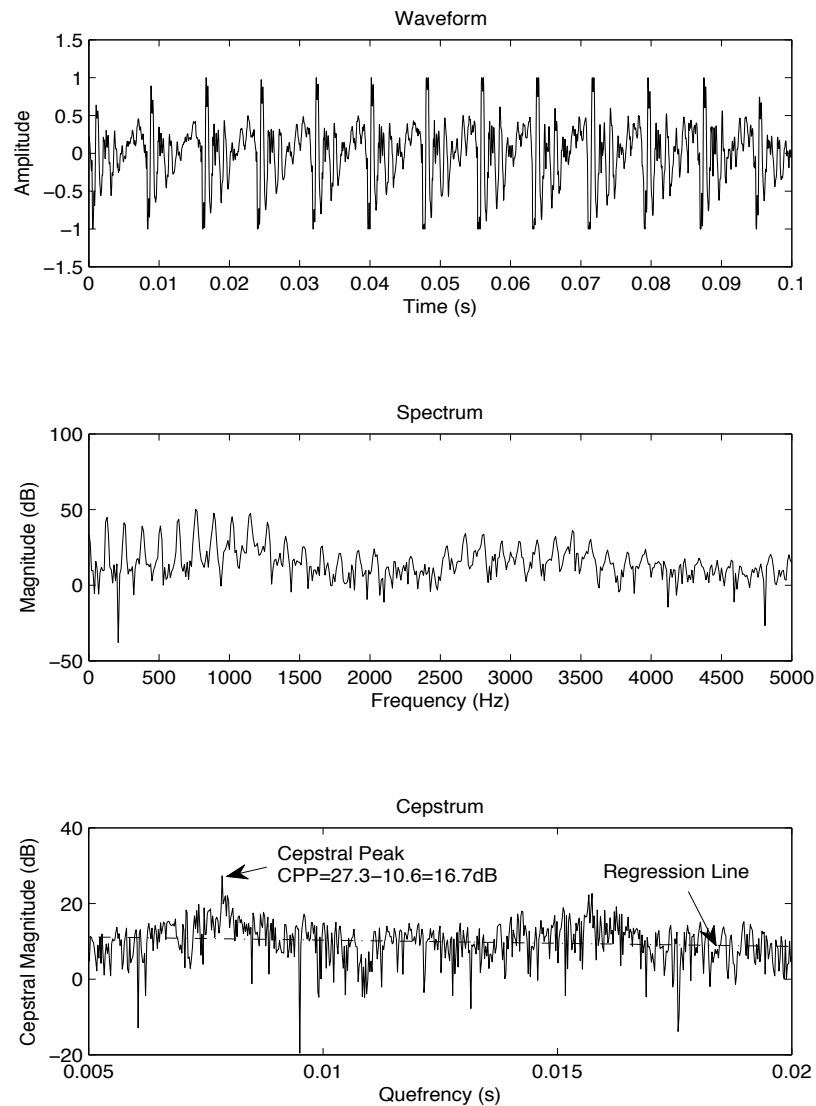 Waveform
1.5
1
0.5
0
−0.5
−1
−1.5
Amplitude
0 0.01 0.02 0.03 0.04 0.05 0.06 0.07 0.08 0.09 0.1
Time (s)
Spectrum
100
50
0
−50
Magnitude (dB)
0 500 1000 1500 2000 2500 3000 3500 4000 4500 5000
Frequency (Hz)
Cepstrum
40
20
0
−20
Cepstral Magnitude (dB)
Cepstral Peak
CPP=27.3−10.6=16.7dB
Regression Line
0.005 0.01 0.015 0.02
Quefrency (s)